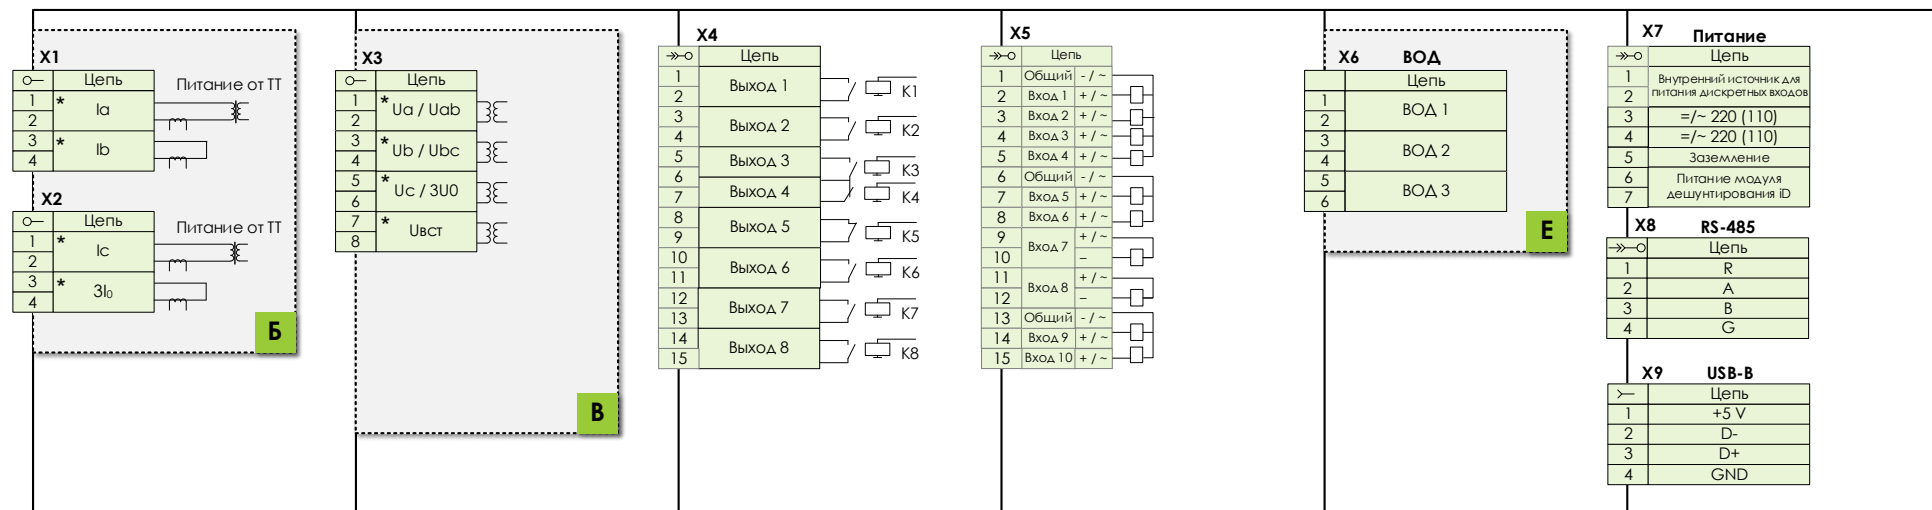 X1
Цепь
1
2
* Ia
3
4
* Ib
Питание от ТТ
X2
Цепь
1
2
* Ic
3
4
* 3I₀
Питание от ТТ
Б
X3
Цепь
1
2
* Ua / Uab
3
4
* Ub / Ubc
5
6
* Uc / 3U0
7
8
* Uвст
В
X4
Цепь
1
2
Выход 1
K1
3
4
Выход 2
K2
5
Выход 3
K3
6
7
Выход 4
K4
8
9
Выход 5
K5
10
11
Выход 6
K6
12
13
Выход 7
K7
14
15
Выход 8
K8
X5
Цепь
1 Общий - / ~
2 Вход 1 + / ~
3 Вход 2 + / ~
4 Вход 3 + / ~
5 Вход 4 + / ~
6 Общий - / ~
7 Вход 5 + / ~
8 Вход 6 + / ~
9 + / ~
Вход 7
10 –
11 + / ~
Вход 8
12 –
13 Общий - / ~
14 Вход 9 + / ~
15 Вход 10 + / ~
X6 ВОД
Цепь
1
2
ВОД 1
3
4
ВОД 2
5
6
ВОД 3
Е
X7 Питание
Цепь
1
2
Внутренний источник для
питания дискретных входов
3 =/~ 220 (110)
4 =/~ 220 (110)
5 Заземление
6
7
Питание модуля
дешунтирования iD
X8 RS-485
Цепь
1 R
2 A
3 B
4 G
X9 USB-B
Цепь
1 +5 V
2 D-
3 D+
4 GND